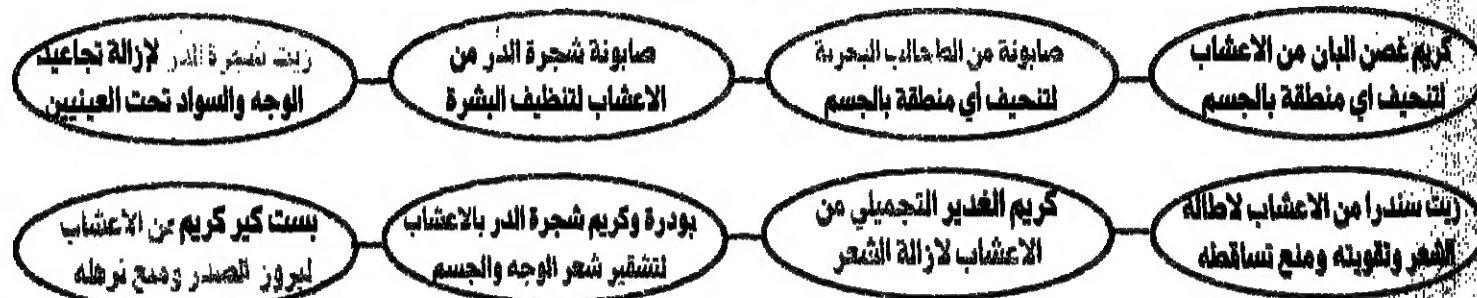 كريم غصن البان من الاعشاب
لتنحيف اي منطقة بالجسم
صابونة من الطحالب البحرية
لتنحيف أي منطقة بالجسم
صابونة شجرة الدر من
الاعشاب لتنظيف البشرة
زيت شجرة الدر لإزالة تجاعيد
الوجه والسواد تحت العينيين
زيت سندرا من الاعشاب لاطالة
الشعر وتقويته ومنع تساقطه
كريم الغدير التجميلي من
الاعشاب لازالة الشعر
بودرة وكريم شجرة الدر بالاعشاب
لتشقير شعر الوجه والجسم
بست كير كريم من الاعشاب
لبروز الصدر ومنع ترهله